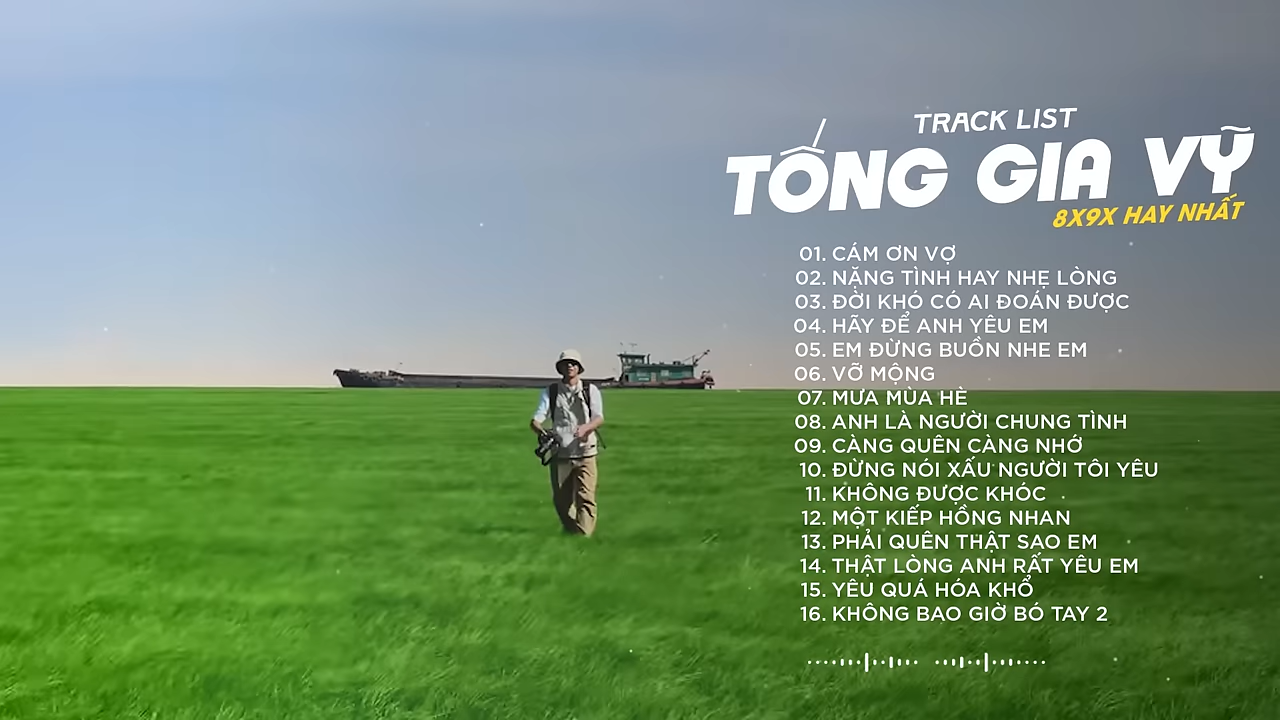 TRACK LIST
TỐNG GIA VỸ
8X9X HAY NHẤT
01. CÁM ƠN VỢ
02. NẶNG TÌNH HAY NHẸ LÒNG
03. ĐỜI KHÓ CÓ AI ĐOÁN ĐƯỢC
04. HÃY ĐỂ ANH YÊU EM
05. EM ĐỪNG BUỒN NHE EM
06. VỠ MỘNG
07. MƯA MÙA HÈ
08. ANH LÀ NGƯỜI CHUNG TÌNH
09. CÀNG QUÊN CÀNG NHỚ
10. ĐỪNG NÓI XẤU NGƯỜI TÔI YÊU
11. KHÔNG ĐƯỢC KHÓC
12. MỘT KIẾP HỒNG NHAN
13. PHẢI QUÊN THẬT SAO EM
14. THẬT LÒNG ANH RẤT YÊU EM
15. YÊU QUÁ HÓA KHỔ
16. KHÔNG BAO GIỜ BÓ TAY 2